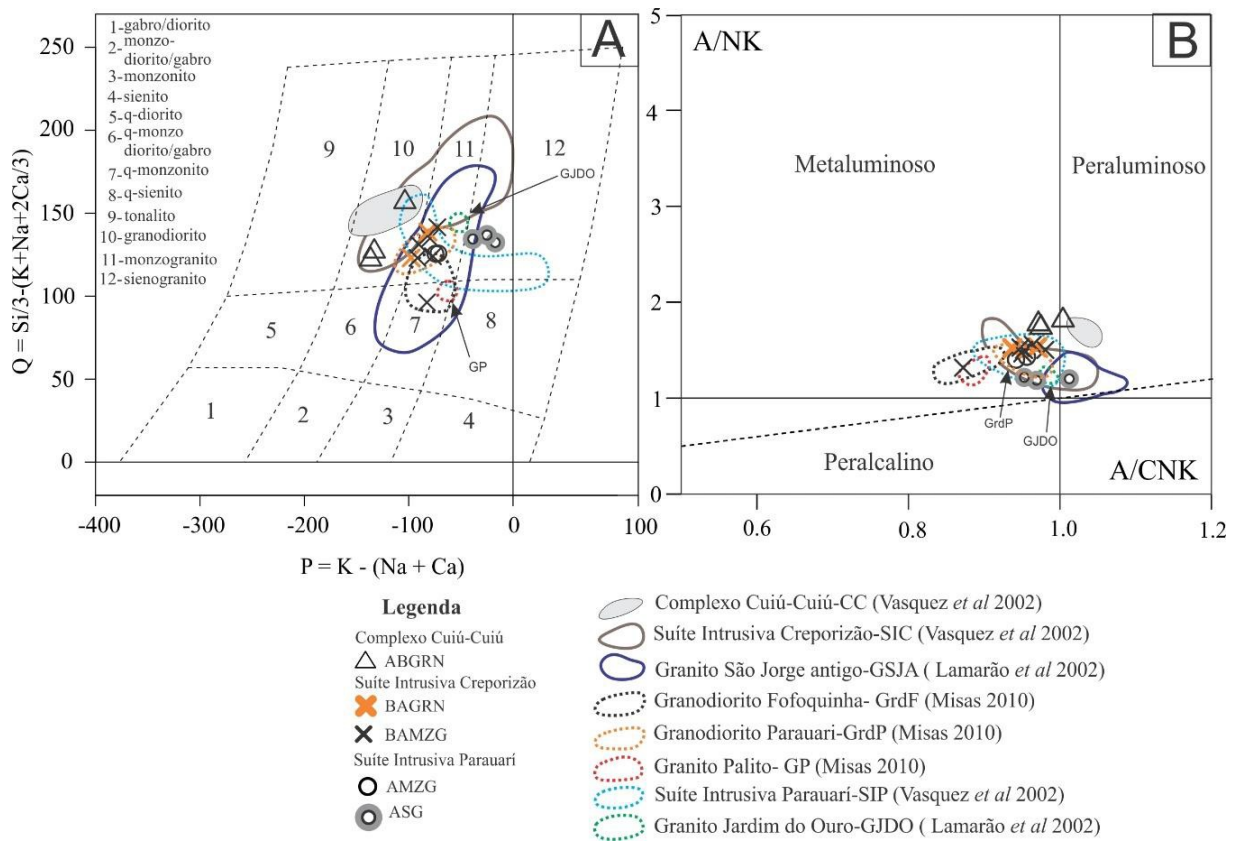 A
250
200
150
100
50
0
Q = Si/3-(K+Na+2Ca/3)
1-gabro/diorito
2-monzo-
diorito/gabro
3-monzonito
4-sienito
5-q-diorito
6-q-monzo
diorito/gabro
7-q-monzonito
8-q-sienito
9-tonalito
10-granodiorito
11-monzogranito
12-sienogranito
9
10
11
12
GJDO
5
6
7
8
GP
1
2
3
4
-400
-300
-200
-100
0
100
P = K - (Na + Ca)
B
A/NK
5
4
3
2
1
0
Metaluminoso
Peraluminoso
GrdP
GJDO
Peralcalino
A/CNK
0.6
0.8
1.0
1.2
Legenda
Complexo Cuiú-Cuiú
ABGRN
Suíte Intrusiva Creporizão
BAGRN
BAMZG
Suíte Intrusiva Parauarí
AMZG
ASG
Complexo Cuiú-Cuiú-CC (Vasquez et al 2002)
Suíte Intrusiva Creporizão-SIC (Vasquez et al 2002)
Granito São Jorge antigo-GSJA ( Lamarão et al 2002)
Granodiorito Fofoquinha- GrdF (Misas 2010)
Granodiorito Parauari-GrdP (Misas 2010)
Granito Palito- GP (Misas 2010)
Suíte Intrusiva Parauarí-SIP (Vasquez et al 2002)
Granito Jardim do Ouro-GJDO ( Lamarão et al 2002)